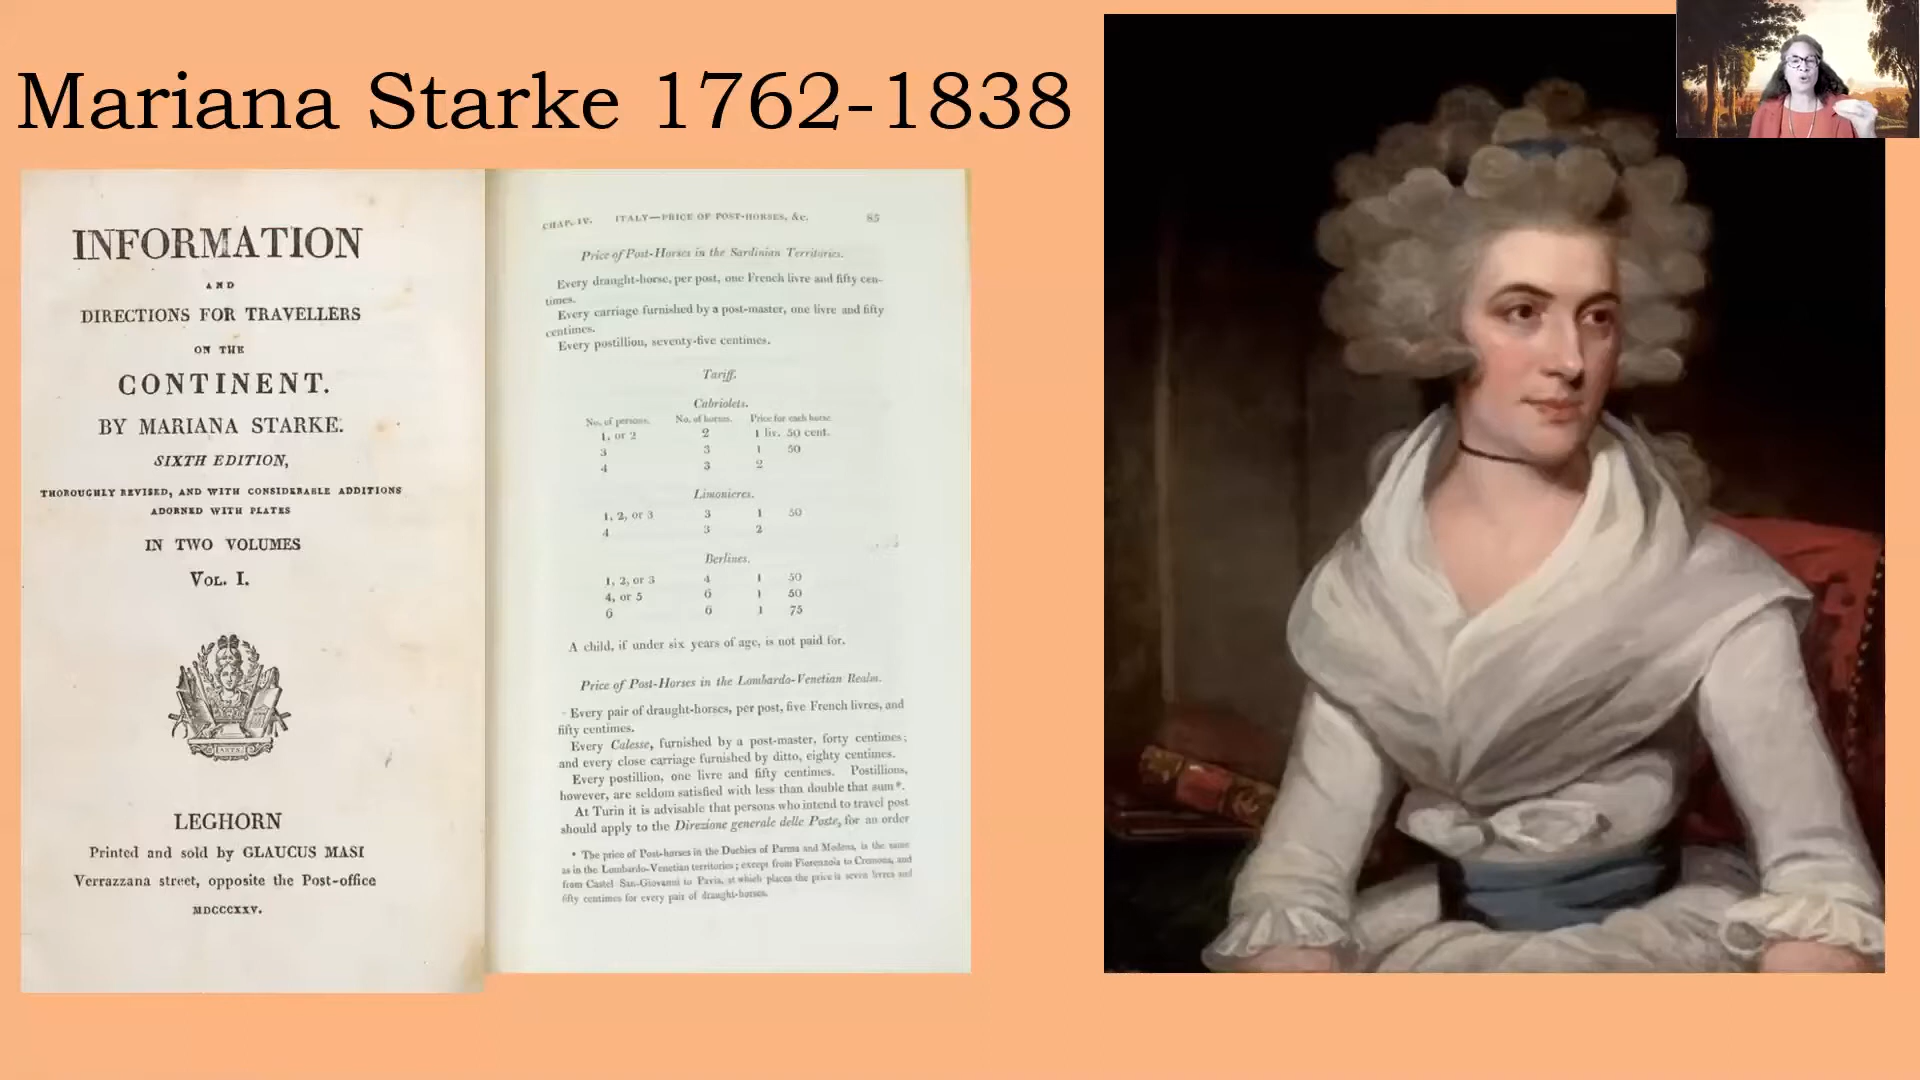 Mariana Starke 1762-1838
INFORMATION
AND
DIRECTIONS FOR TRAVELLERS
ON THE
CONTINENT.
BY MARIANA STARKE.
SIXTH EDITION,
THOROUGHLY REVISED, AND WITH CONSIDERABLE ADDITIONS
ADORNED WITH PLATES
IN TWO VOLUMES
VOL. I.
LEGHORN
Printed and sold by GLAUCUS MASI
Verrazzana street, opposite the Post-office
MDCCCXXV.
CHAP. IV. ITALY—PRICE OF POST-HORSES, &c. 85
Price of Post-Horses in the Sardinian Territories.
Every draught-horse, per post, one French livre and fifty cen-
times.
Every carriage furnished by a post-master, one livre and fifty
centimes.
Every postillion, seventy-five centimes.
Tariff.
Cabriolets.
No. of persons. No. of horses. Price for each horse
1, or 2 2 1 liv. 50 cent.
3 3 1 50
4 3 2
Limonieres.
1, 2, or 3 3 1 50
4 3 2
Berlines.
1, 2, or 3 4 1 50
4, or 5 6 1 50
6 6 1 75
A child, if under six years of age, is not paid for.
Price of Post-Horses in the Lombardo-Venetian Realm.
Every pair of draught-horses, per post, five French livres, and
fifty centimes.
Every Calesse, furnished by a post-master, forty centimes;
and every close carriage furnished by ditto, eighty centimes.
Every postillion, one livre and fifty centimes. Postillions,
however, are seldom satisfied with less than double that sum*.
At Turin it is advisable that persons who intend to travel post
should apply to the Direzione generale delle Poste, for an order
* The price of Post-horses in the Duchies of Parma and Modena, is the same
as in the Lombardo-Venetian territories; except from Fiorenzola to Cremona, and
from Castel San-Giovanni to Pavia, at which places the price is seven livres and
fifty centimes for every pair of draught-horses.